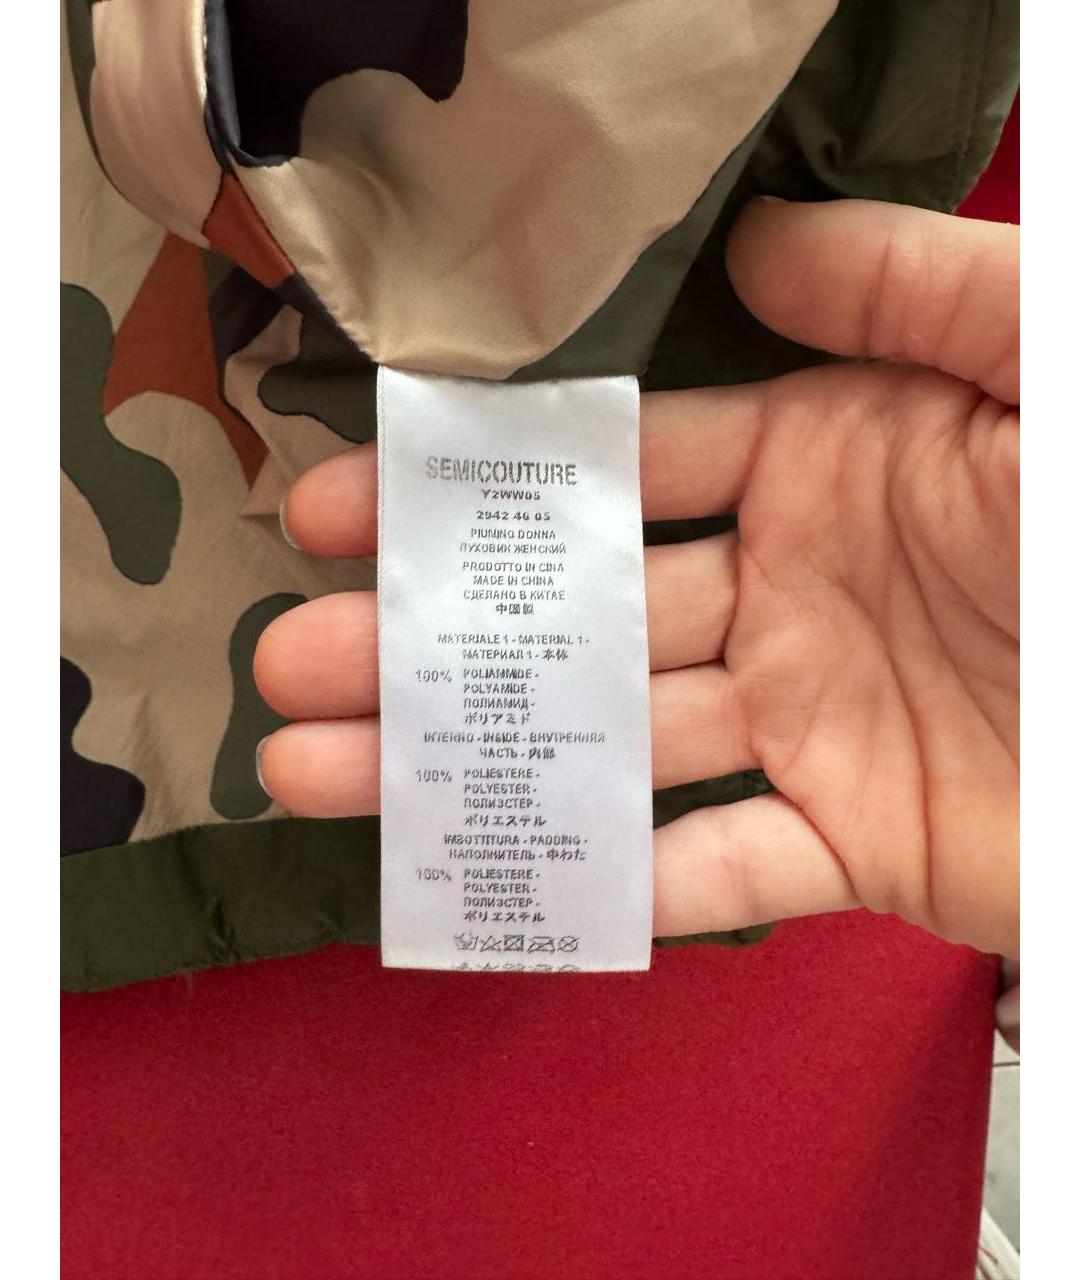 SEMICOUTURE
Y2WW05
2942 46 05
PIUMINO DONNA
ПУХОВИК ЖЕНСКИЙ
PRODOTTO IN CINA
MADE IN CHINA
СДЕЛАНО В КИТАЕ
中国製
MATERIALE 1 - MATERIAL 1 -
МАТЕРИАЛ 1 - 本体
100% POLIAMMIDE -
POLYAMIDE -
ПОЛИАМИД -
ポリアミド
INTERNO - INSIDE - ВНУТРЕННЯЯ
ЧАСТЬ - 内部
100% POLIESTERE -
POLYESTER -
ПОЛИЭСТЕР -
ポリエステル
IMBOTTITURA - PADDING -
НАПОЛНИТЕЛЬ - 中わた
100% POLIESTERE -
POLYESTER -
ПОЛИЭСТЕР -
ポリエステル